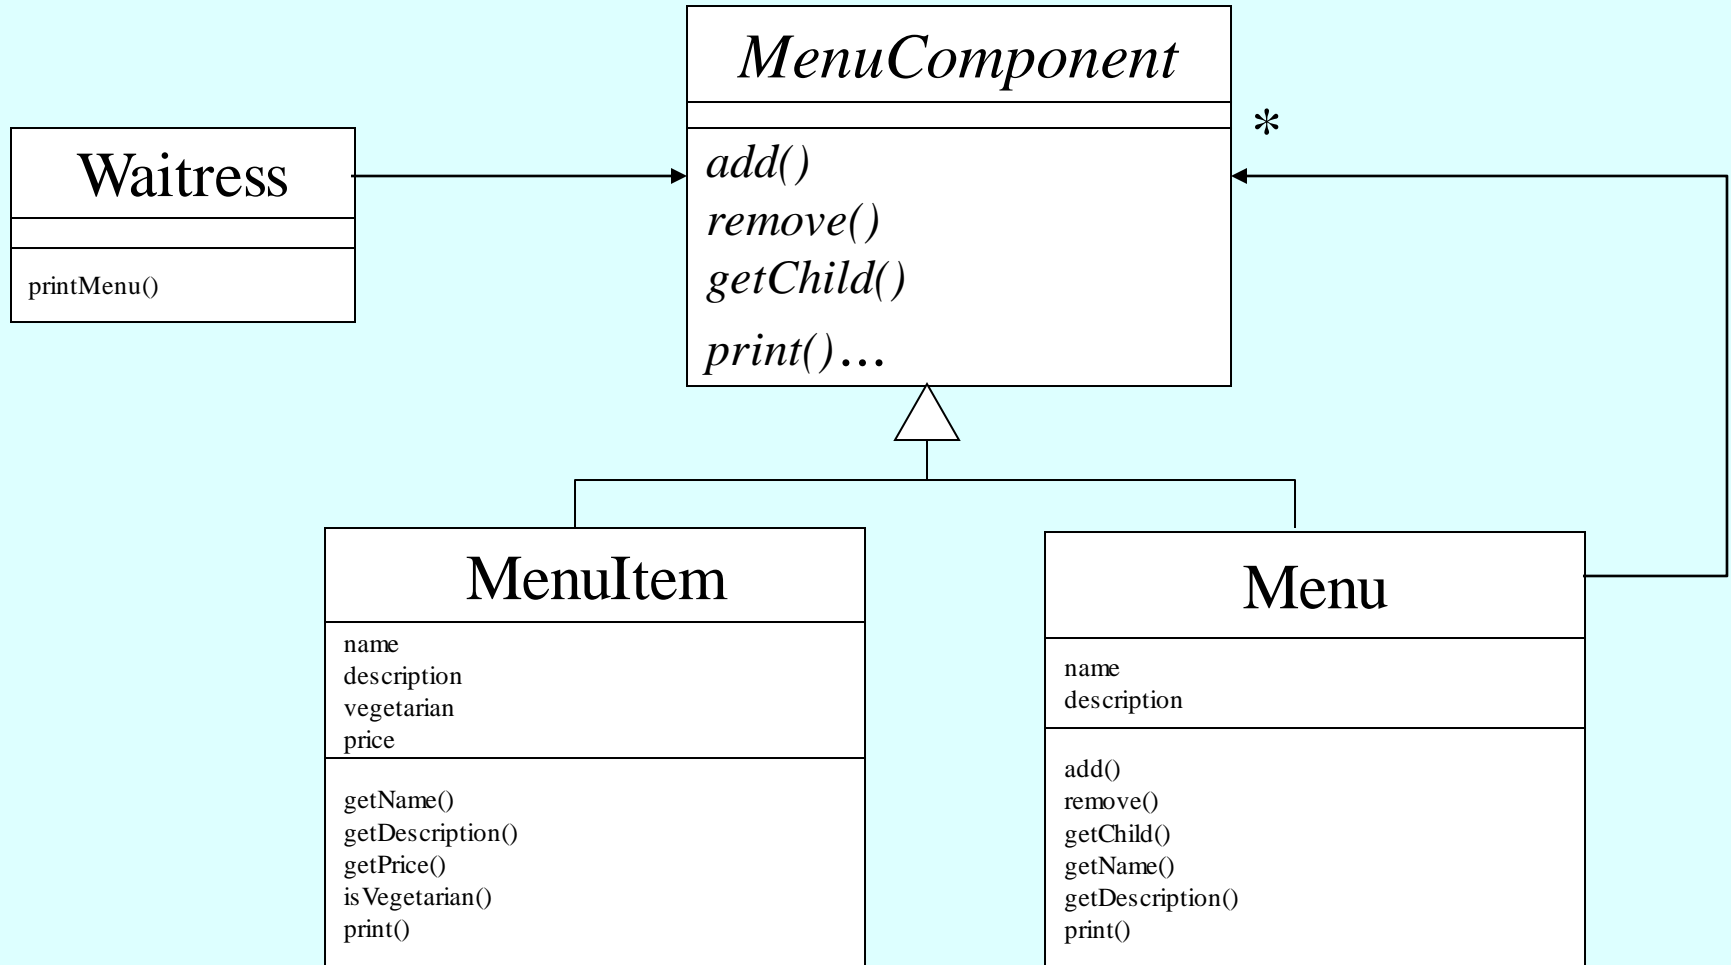 MenuComponent
*
add()
remove()
getChild()
print()...
Waitress
printMenu()
MenuItem
name
description
vegetarian
price
getName()
getDescription()
getPrice()
isVegetarian()
print()
Menu
name
description
add()
remove()
getChild()
getName()
getDescription()
print()